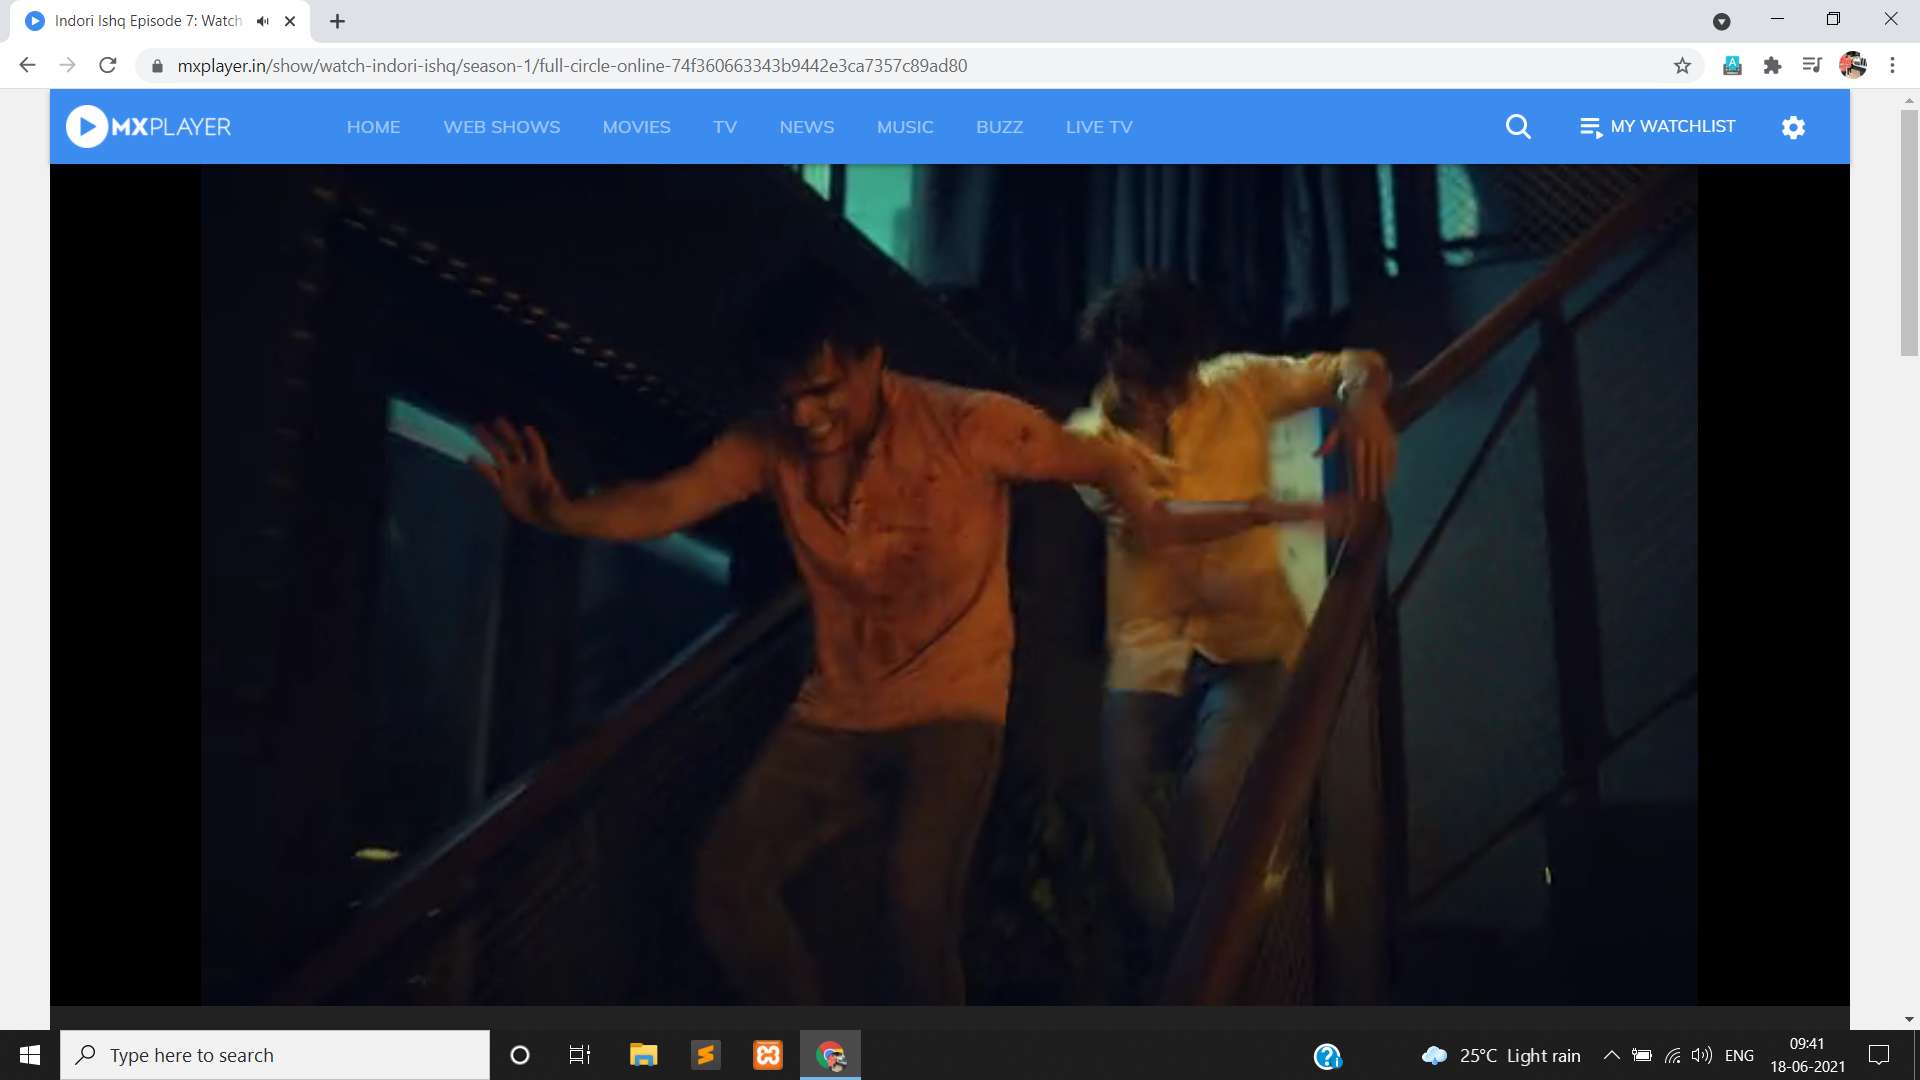 Indori Ishq Episode 7: Watch
mxplayer.in/show/watch-indori-ishq/season-1/full-circle-online-74f360663343b9442e3ca7357c89ad80
MXPLAYER HOME WEB SHOWS MOVIES TV NEWS MUSIC BUZZ LIVE TV MY WATCHLIST
Type here to search
25°C Light rain
ENG
09:41
18-06-2021